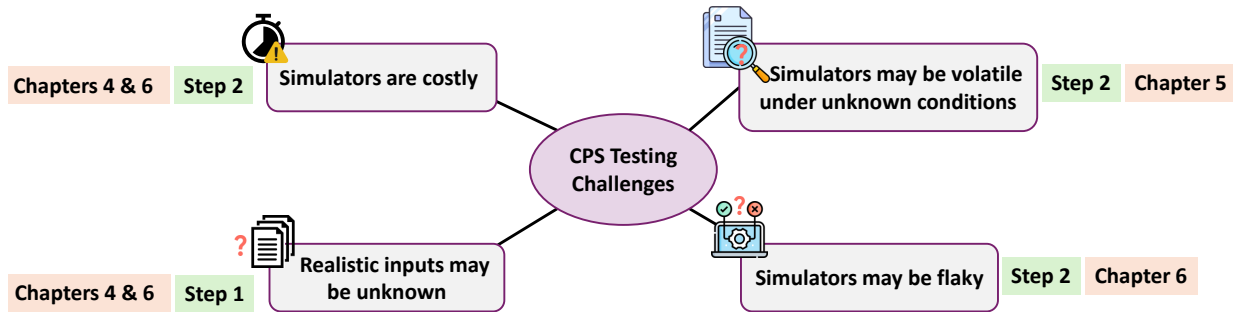 Simulators are costly
Chapters 4 & 6
Step 2
Simulators may be volatile
under unknown conditions
Step 2
Chapter 5
CPS Testing
Challenges
?
Realistic inputs may
be unknown
Chapters 4 & 6
Step 1
?
Simulators may be flaky
Step 2
Chapter 6
?
!